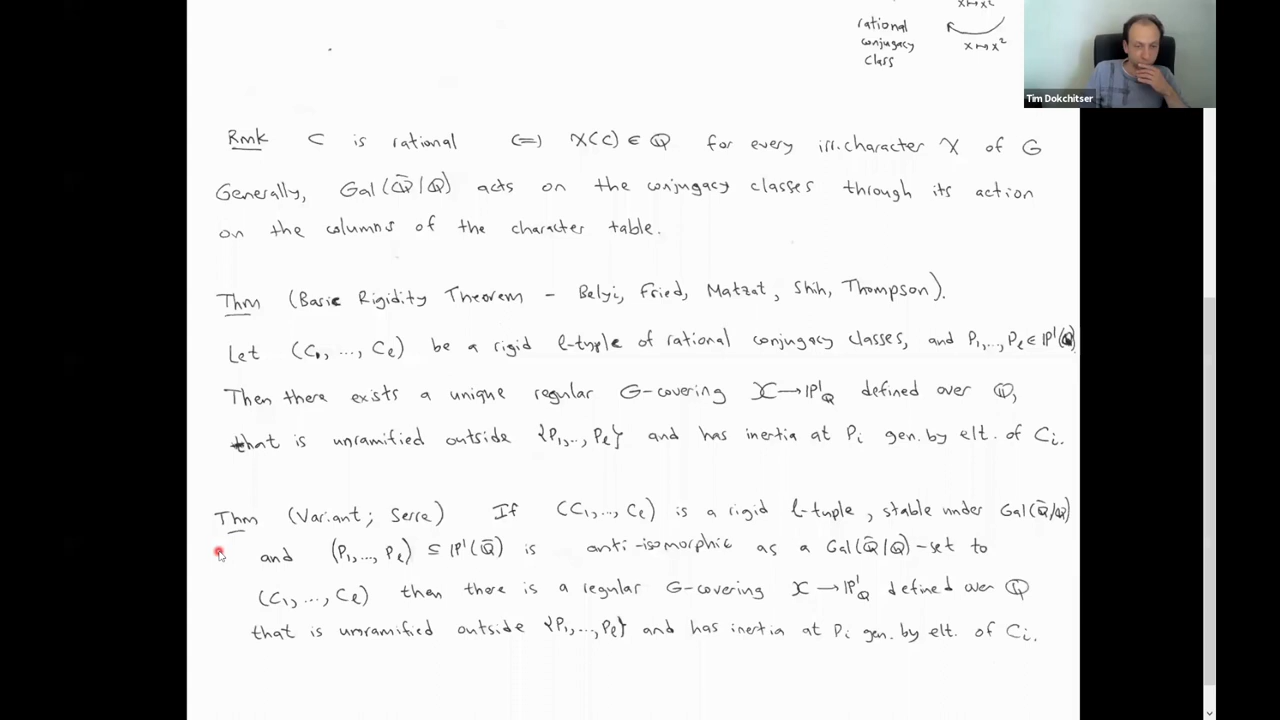 x↦x²
rational
conjugacy
class
x↦x²
Tim Dokchitser
Rmk C is rational (=) χ(C) ∈ ℚ for every irr. character χ of G
Generally, Gal(ℚ̄/ℚ) acts on the conjugacy classes through its action
on the columns of the character table.
Thm (Basic Rigidity Theorem - Belyi, Fried, Matzat, Shih, Thompson).
Let (C₁, ..., Cℓ) be a rigid ℓ-tuple of rational conjugacy classes, and P₁,..., Pℓ ∈ ℙ¹(ℚ)
Then there exists a unique regular G-covering X → ℙ¹_ℚ defined over ℚ,
that is unramified outside {P₁,.., Pℓ} and has inertia at Pᵢ gen. by elt. of Cᵢ.
Thm (Variant; Serre) If (C₁,..., Cℓ) is a rigid ℓ-tuple, stable under Gal(ℚ̄/ℚ)
and (P₁,..., Pℓ) ⊆ ℙ¹(ℚ̄) is anti-isomorphic as a Gal(ℚ̄/ℚ)-set to
(C₁, ..., Cℓ) then there is a regular G-covering X → ℙ¹_ℚ defined over ℚ
that is unramified outside {P₁,..., Pℓ} and has inertia at Pᵢ gen. by elt. of Cᵢ.